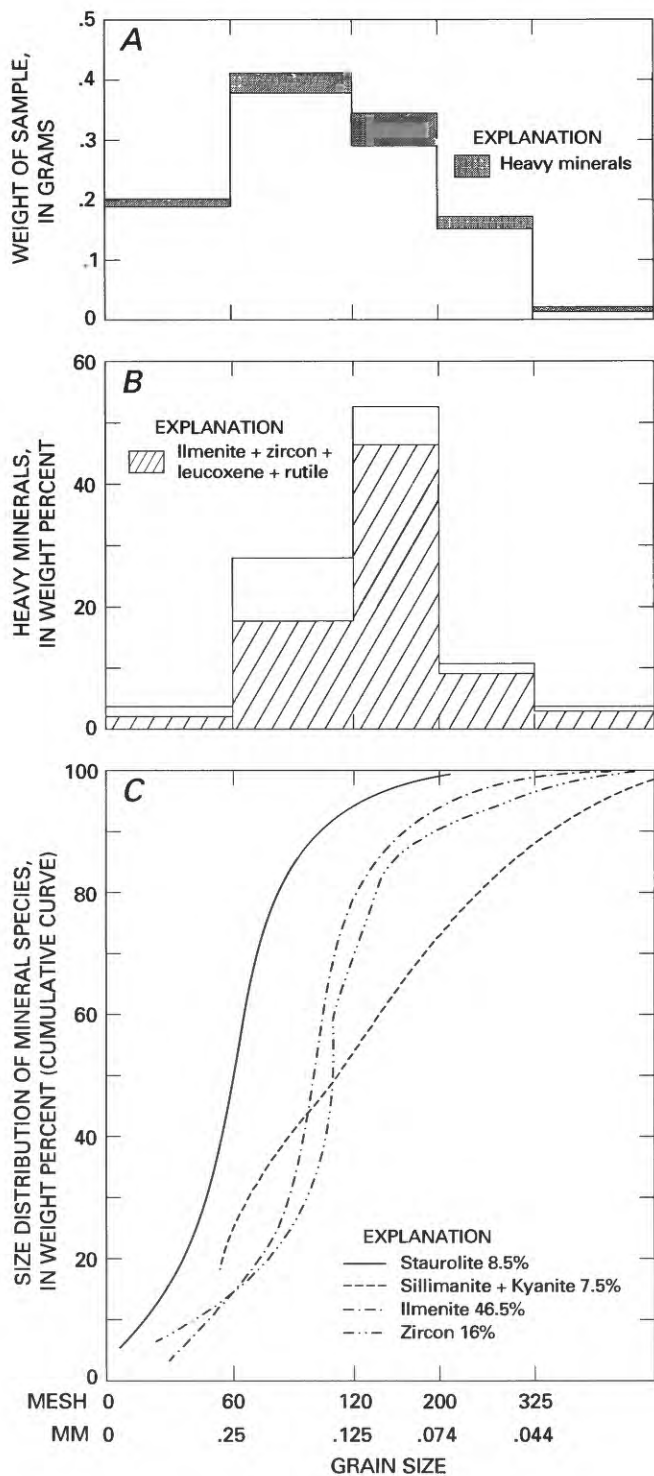 A
WEIGHT OF SAMPLE,
IN GRAMS
.5
.4
.3
.2
.1
0
EXPLANATION
Heavy minerals
B
HEAVY MINERALS,
IN WEIGHT PERCENT
60
40
20
0
EXPLANATION
Ilmenite + zircon +
leucoxene + rutile
C
SIZE DISTRIBUTION OF MINERAL SPECIES,
IN WEIGHT PERCENT (CUMULATIVE CURVE)
100
80
60
40
20
0
EXPLANATION
Staurolite 8.5%
Sillimanite + Kyanite 7.5%
Ilmenite 46.5%
Zircon 16%
MESH 0 60 120 200 325
MM 0 .25 .125 .074 .044
GRAIN SIZE